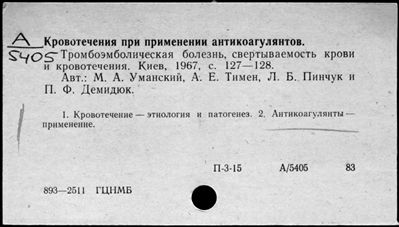 А
5405
Кровотечения при применении антикоагулянтов.
Тромбоэмболическая болезнь, свертываемость крови
и кровотечения. Киев, 1967, с. 127—128.
Авт.: М. А. Уманский, А. Е. Тимен, Л. Б. Пинчук и
П. Ф. Демидюк.
1. Кровотечение — этнология и патогенез. 2. Антикоагулянты —
применение.
П-3-15 А/5405 83
893—2511 ГЦНМБ